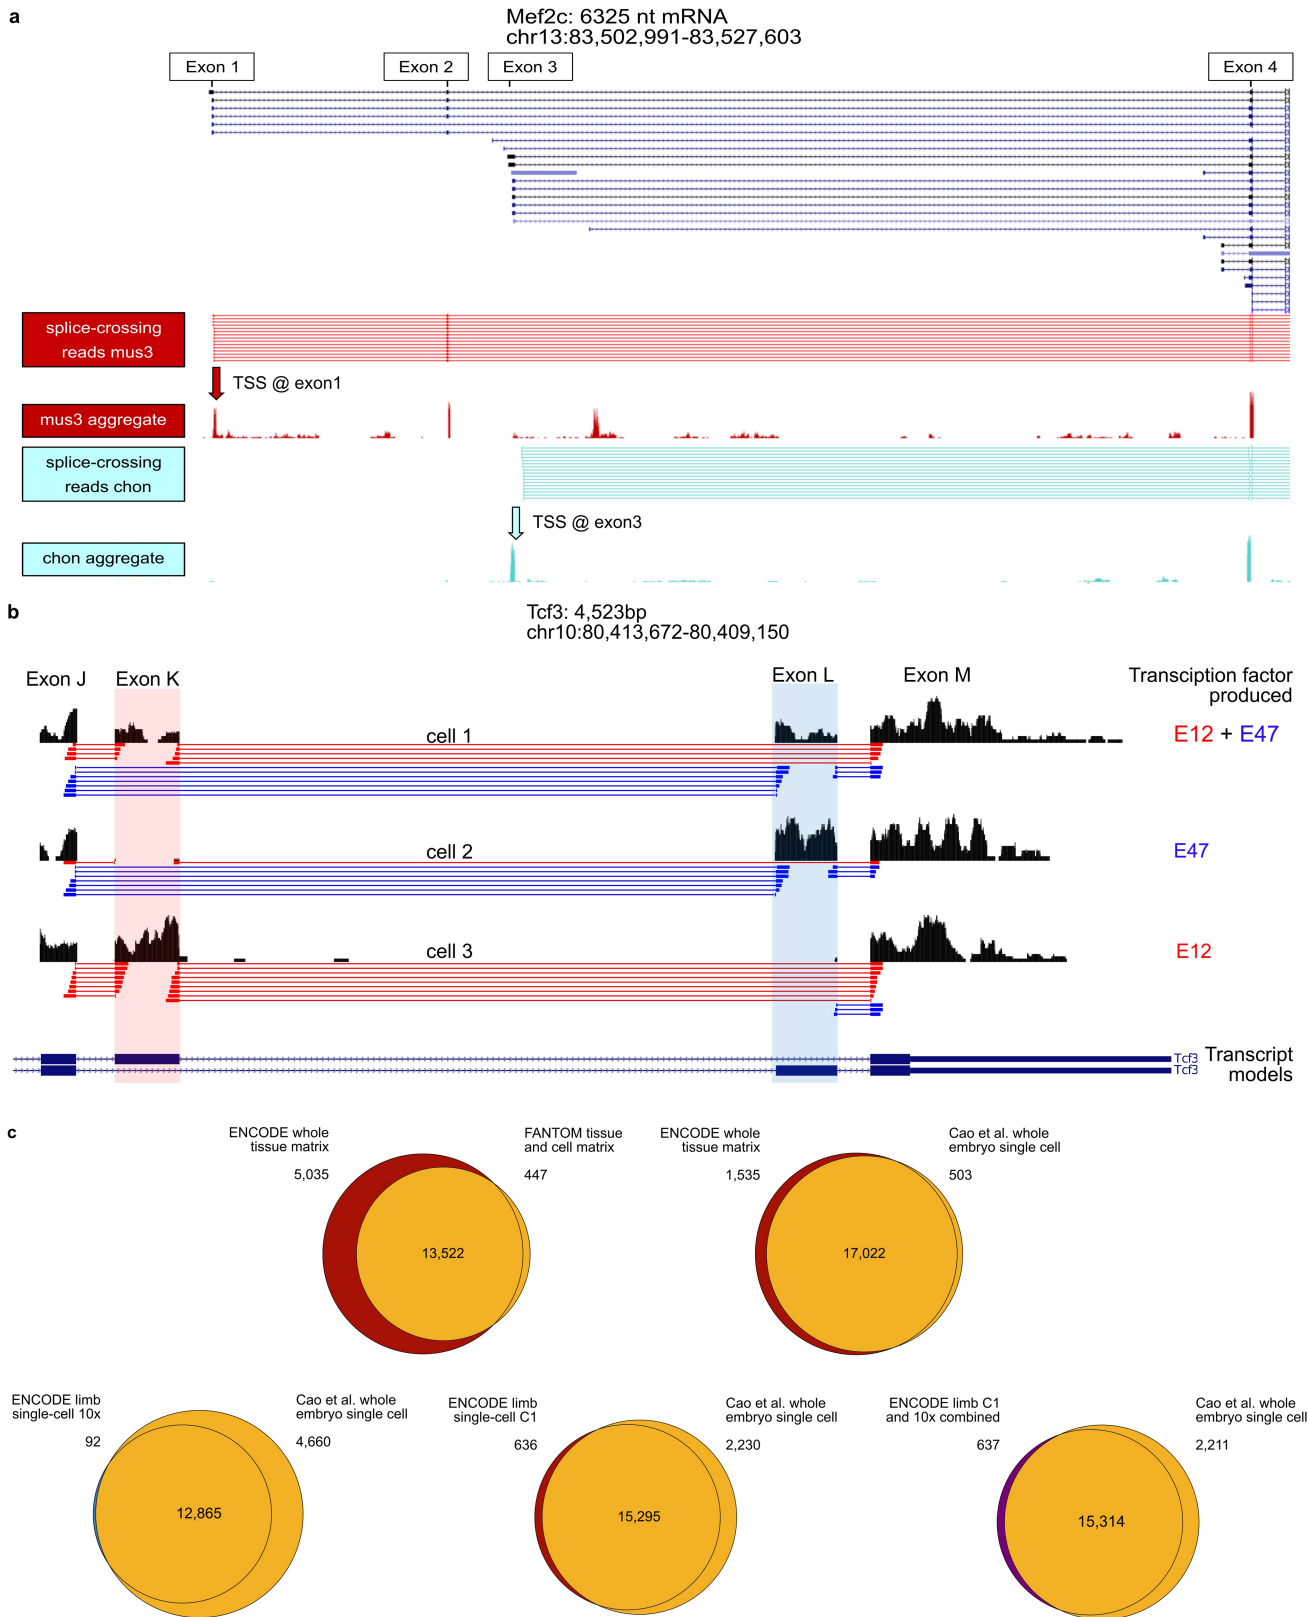 a
Mef2c: 6325 nt mRNA
chr13:83,502,991-83,527,603
Exon 1
Exon 2
Exon 3
Exon 4
splice-crossing
reads mus3
TSS @ exon1
mus3 aggregate
splice-crossing
reads chon
TSS @ exon3
chon aggregate
b
Tcf3: 4,523bp
chr10:80,413,672-80,409,150
Exon J
Exon K
Exon L
Exon M
Transciption factor
produced
cell 1
E12 + E47
cell 2
E47
cell 3
E12
Tcf3
Tcf3
Transcript
models
c
ENCODE whole
tissue matrix
5,035
FANTOM tissue
and cell matrix
447
13,522
ENCODE whole
tissue matrix
1,535
Cao et al. whole
embryo single cell
503
17,022
ENCODE limb
single-cell 10x
92
Cao et al. whole
embryo single cell
4,660
12,865
ENCODE limb
single-cell C1
636
Cao et al. whole
embryo single cell
2,230
15,295
ENCODE limb C1
and 10x combined
637
Cao et al. whole
embryo single cell
2,211
15,314